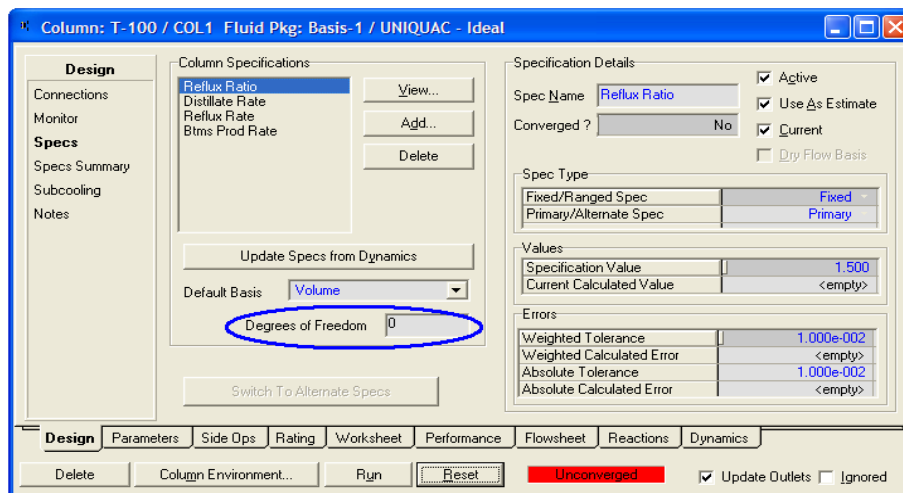 Column: T-100 / COL1 Fluid Pkg: Basis-1 / UNIQUAC - Ideal
Design
Connections
Monitor
Specs
Specs Summary
Subcooling
Notes
Column Specifications
Reflux Ratio
Distillate Rate
Reflux Rate
Btms Prod Rate
View...
Add...
Delete
Update Specs from Dynamics
Default Basis Volume
Degrees of Freedom 0
Switch To Alternate Specs
Specification Details
Spec Name Reflux Ratio
Converged ? No
Active
Use As Estimate
Current
Dry Flow Basis
Spec Type
Fixed/Ranged Spec Fixed
Primary/Alternate Spec Primary
Values
Specification Value 1.500
Current Calculated Value <empty>
Errors
Weighted Tolerance 1.000e-002
Weighted Calculated Error <empty>
Absolute Tolerance 1.000e-002
Absolute Calculated Error <empty>
Design Parameters Side Ops Rating Worksheet Performance Flowsheet Reactions Dynamics
Delete Column Environment... Run Reset Unconverged Update Outlets Ignored